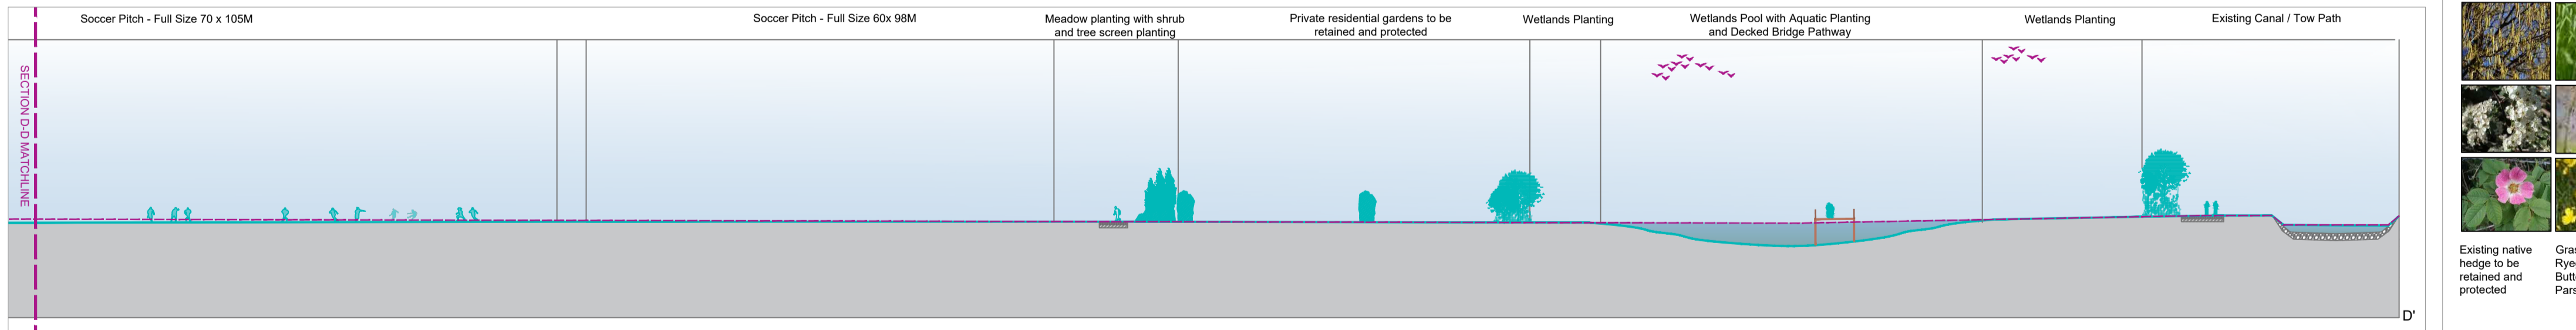 Soccer Pitch - Full Size 70 x 105M
Soccer Pitch - Full Size 60x 98M
Meadow planting with shrub
and tree screen planting
Private residential gardens to be
retained and protected
Wetlands Planting
Wetlands Pool with Aquatic Planting
and Decked Bridge Pathway
Wetlands Planting
Existing Canal / Tow Path
SECTION D-D MATCHLINE
D'
Existing native
hedge to be
retained and
protected